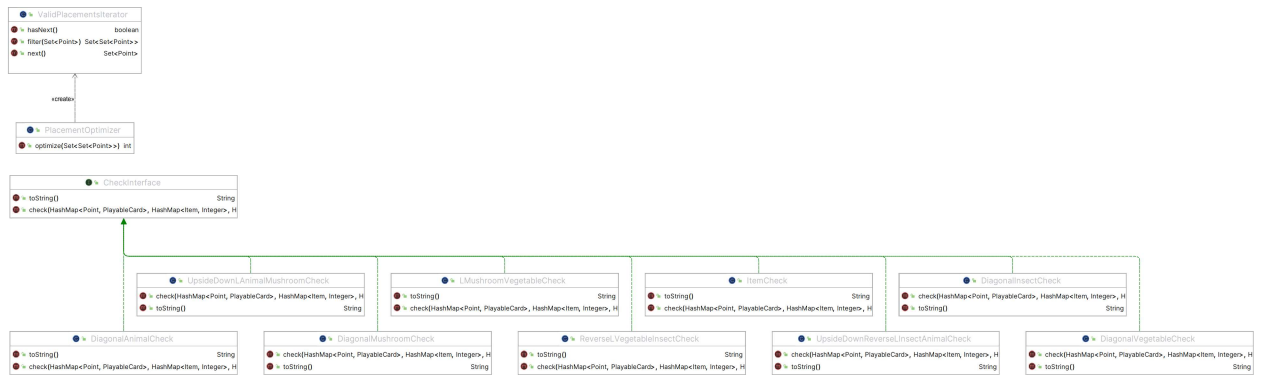 ValidPlacementsIterator
hasNext() boolean
filter(Set<Point>) Set<Set<Point>>
next() Set<Point>
«create»
PlacementOptimizer
optimize(Set<Set<Point>>) int
CheckInterface
toString() String
check(HashMap<Point, PlayableCard>, HashMap<Item, Integer>, H
UpsideDownLAnimalMushroomCheck
check(HashMap<Point, PlayableCard>, HashMap<Item, Integer>, H
toString() String
LMushroomVegetableCheck
toString() String
check(HashMap<Point, PlayableCard>, HashMap<Item, Integer>, H
ItemCheck
toString() String
check(HashMap<Point, PlayableCard>, HashMap<Item, Integer>, H
DiagonalInsectCheck
check(HashMap<Point, PlayableCard>, HashMap<Item, Integer>, H
toString() String
DiagonalAnimalCheck
toString() String
check(HashMap<Point, PlayableCard>, HashMap<Item, Integer>, H
DiagonalMushroomCheck
check(HashMap<Point, PlayableCard>, HashMap<Item, Integer>, H
toString() String
ReverseLVegetableInsectCheck
toString() String
check(HashMap<Point, PlayableCard>, HashMap<Item, Integer>, H
UpsideDownReverseLInsectAnimalCheck
check(HashMap<Point, PlayableCard>, HashMap<Item, Integer>, H
toString() String
DiagonalVegetableCheck
check(HashMap<Point, PlayableCard>, HashMap<Item, Integer>, H
toString() String